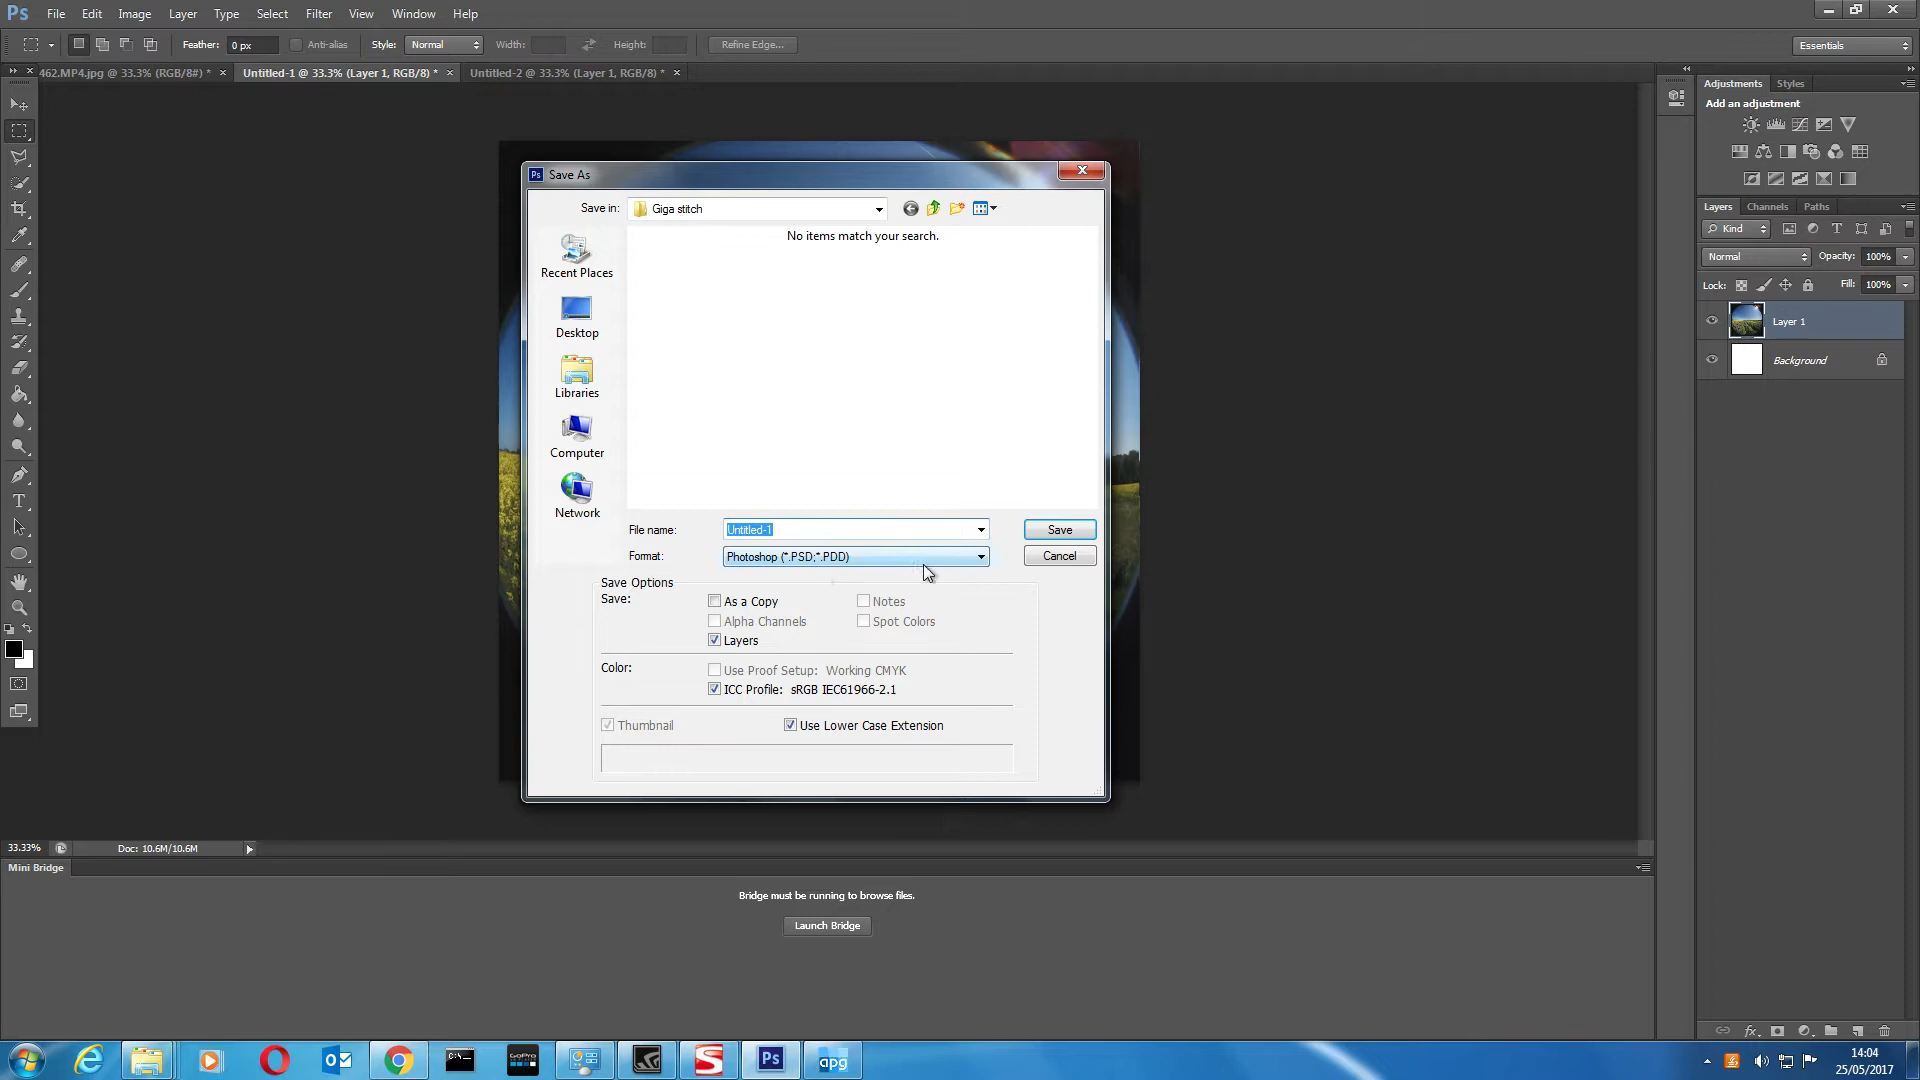 Ps File Edit Image Layer Type Select Filter View Window Help
Feather: 0 px Anti-alias Style: Normal Width: Height: Refine Edge... Essentials
462.MP4.jpg @ 33.3% (RGB/8#) * × Untitled-1 @ 33.3% (Layer 1, RGB/8) * × Untitled-2 @ 33.3% (Layer 1, RGB/8) * ×
Adjustments Styles
Add an adjustment
Layers Channels Paths
Kind
Normal Opacity: 100%
Lock: Fill: 100%
Layer 1
Background
Ps Save As
Save in: Giga stitch
No items match your search.
Recent Places
Desktop
Libraries
Computer
Network
File name: Untitled-1 Save
Format: Photoshop (*.PSD;*.PDD) Cancel
Save Options
Save: As a Copy Notes
Alpha Channels Spot Colors
Layers
Color: Use Proof Setup: Working CMYK
ICC Profile: sRGB IEC61966-2.1
Thumbnail Use Lower Case Extension
33.33% Doc: 10.6M/10.6M
Mini Bridge
Bridge must be running to browse files.
Launch Bridge
C:\. GoPro Ps apg
14:04
25/05/2017